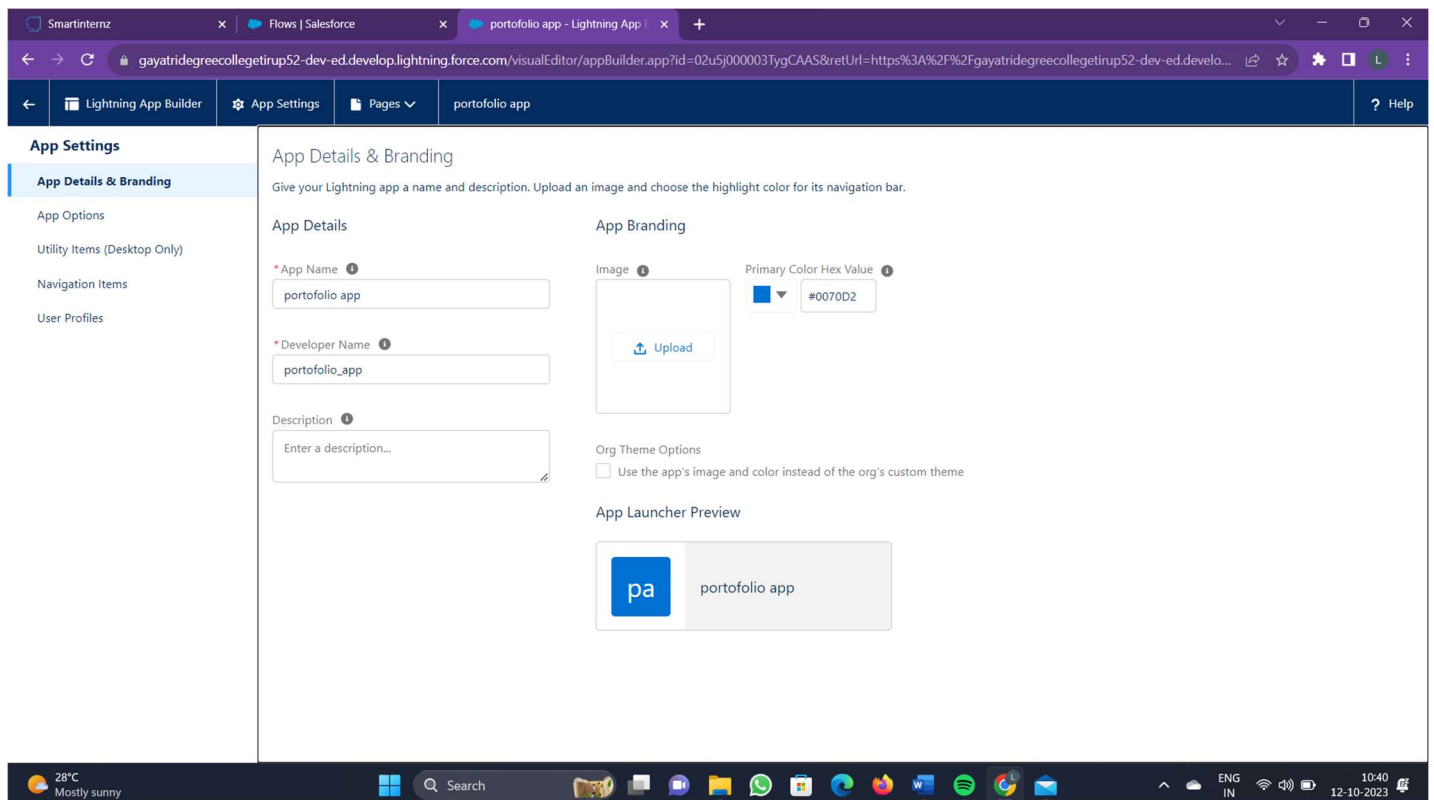 Smartinternz
Flows | Salesforce
portofolio app - Lightning App
gayatridegreecollegetirup52-dev-ed.develop.lightning.force.com/visualEditor/appBuilder.app?id=02u5j000003TygCAAS&retUrl=https%3A%2F%2Fgayatridegreecollegetirup52-dev-ed.develo...
L
Lightning App Builder
App Settings
Pages
portofolio app
? Help
App Settings
App Details & Branding
App Options
Utility Items (Desktop Only)
Navigation Items
User Profiles
App Details & Branding
Give your Lightning app a name and description. Upload an image and choose the highlight color for its navigation bar.
App Details
*App Name
portofolio app
*Developer Name
portofolio_app
Description
Enter a description...
App Branding
Image
Upload
Primary Color Hex Value
#0070D2
Org Theme Options
Use the app's image and color instead of the org's custom theme
App Launcher Preview
pa
portofolio app
28°C
Mostly sunny
Search
ENG
IN
10:40
12-10-2023